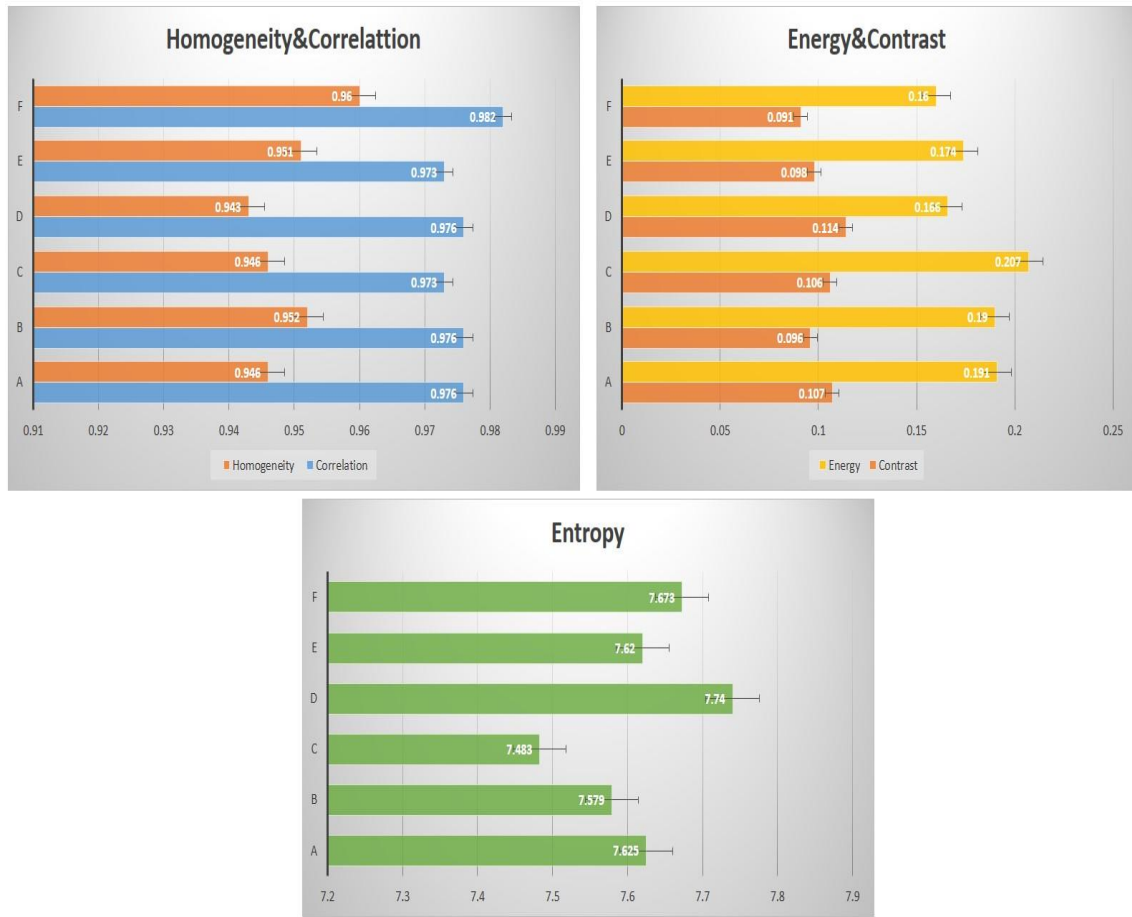 Homogeneity&Correlattion
F
0.96
0.982
E
0.951
0.973
D
0.943
0.976
C
0.946
0.973
B
0.952
0.976
A
0.946
0.976
0.91 0.92 0.93 0.94 0.95 0.96 0.97 0.98 0.99
Homogeneity Correlation
Energy&Contrast
F
0.16
0.091
E
0.174
0.098
D
0.166
0.114
C
0.207
0.106
B
0.19
0.096
A
0.191
0.107
0 0.05 0.1 0.15 0.2 0.25
Energy Contrast
Entropy
F
7.673
E
7.62
D
7.74
C
7.483
B
7.579
A
7.625
7.2 7.3 7.4 7.5 7.6 7.7 7.8 7.9